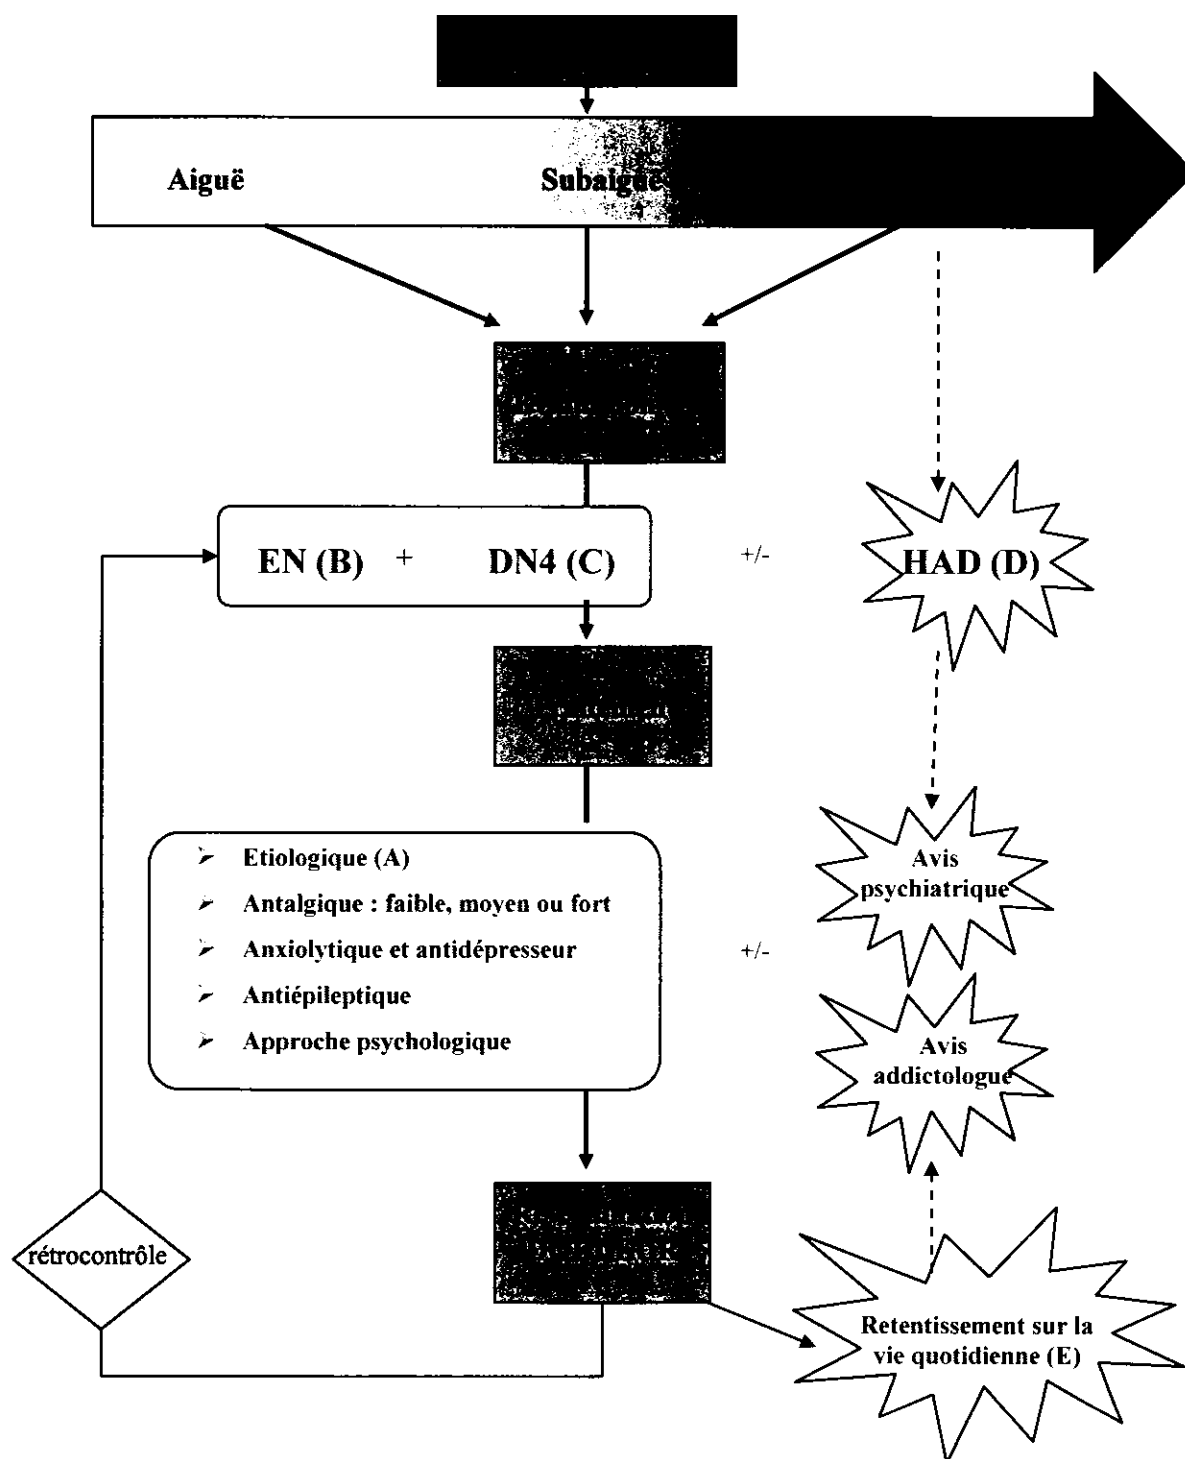 Aiguë
Subaiguë
EN (B) + DN4 (C)
+/-
HAD (D)
➢ Etiologique (A)
➢ Antalgique : faible, moyen ou fort
➢ Anxiolytique et antidépresseur
➢ Antiépileptique
➢ Approche psychologique
+/-
Avis
psychiatrique
Avis
addictologue
rétrocontrôle
Retentissement sur la
vie quotidienne (E)